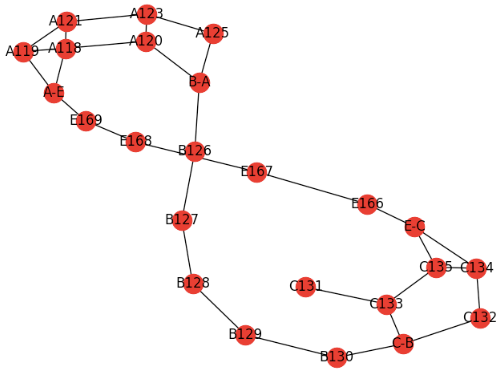 A123
A121
A125
A120
A118
A119
B-A
A-E
E169
E168
B126
E167
E166
B127
E-C
C135
C134
B128
C131
C133
C132
B129
C-B
B130